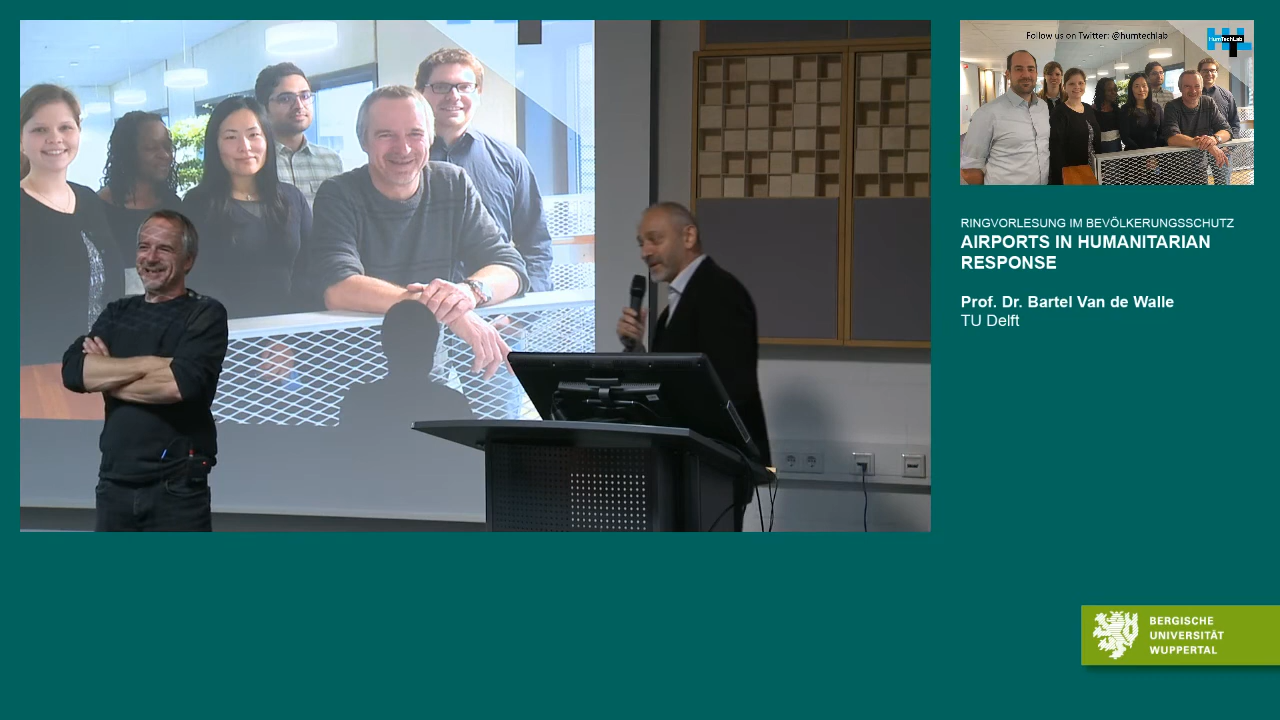 Follow us on Twitter: @humtechlab
HumTechLab
RINGVORLESUNG IM BEVÖLKERUNGSSCHUTZ
AIRPORTS IN HUMANITARIAN
RESPONSE
Prof. Dr. Bartel Van de Walle
TU Delft
BERGISCHE
UNIVERSITÄT
WUPPERTAL